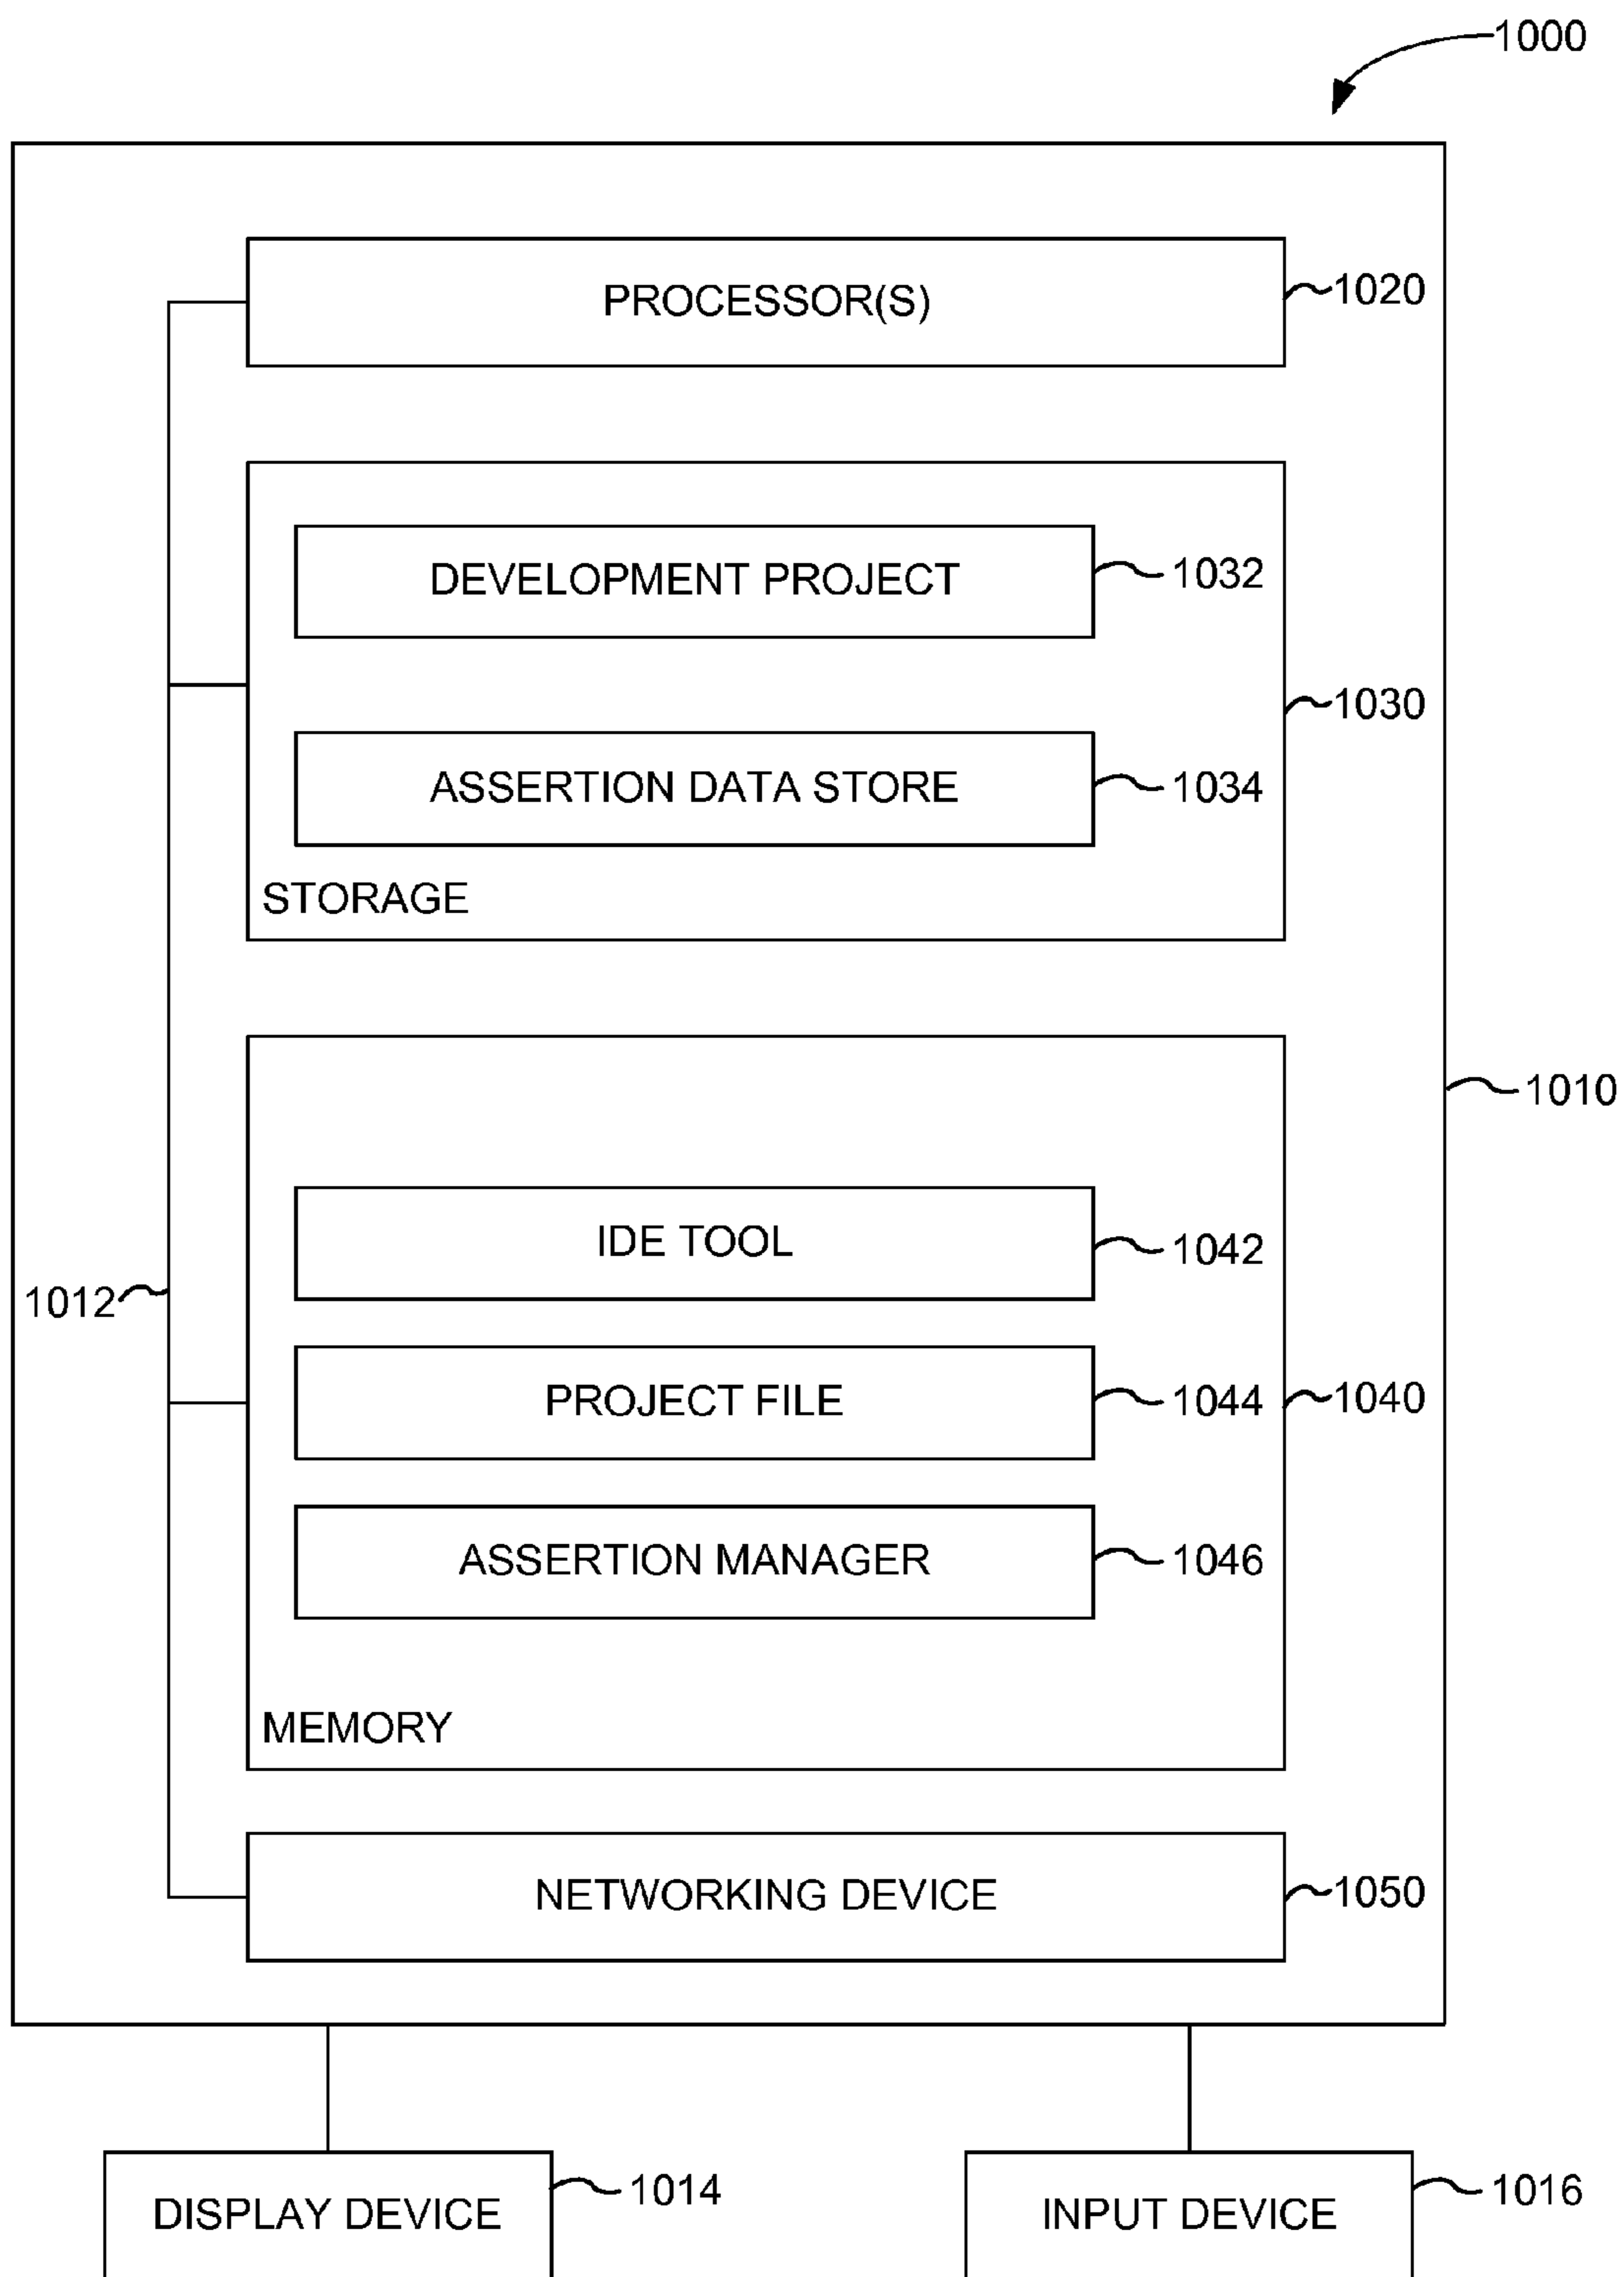 1000
PROCESSOR(S)
1020
DEVELOPMENT PROJECT
1032
1030
ASSERTION DATA STORE
1034
STORAGE
1010
IDE TOOL
1042
1012
PROJECT FILE
1044
1040
ASSERTION MANAGER
1046
MEMORY
NETWORKING DEVICE
1050
DISPLAY DEVICE
1014
INPUT DEVICE
1016